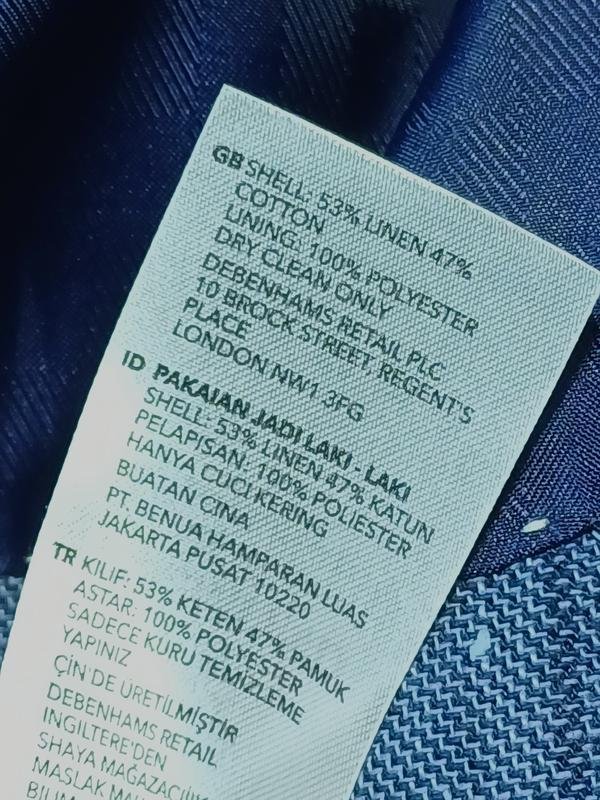 GB SHELL: 53% LINEN 47%
COTTON
LINING: 100% POLYESTER
DRY CLEAN ONLY
DEBENHAMS RETAIL PLC
10 BROCK STREET, REGENT'S
PLACE
LONDON NW1 3FG
ID PAKAIAN JADI LAKI - LAKI
SHELL: 53% LINEN 47% KATUN
PELAPISAN: 100% POLIESTER
HANYA CUCI KERING
BUATAN CINA
PT. BENUA HAMPARAN LUAS
JAKARTA PUSAT 10220
TR KILIF: 53% KETEN 47% PAMUK
ASTAR: 100% POLYESTER
SADECE KURU TEMİZLEME
YAPINIZ
ÇİN'DE ÜRETİLMİŞTİR
DEBENHAMS RETAIL
INGILTERE'DEN
SHAYA MAĞAZACILIK
MASLAK